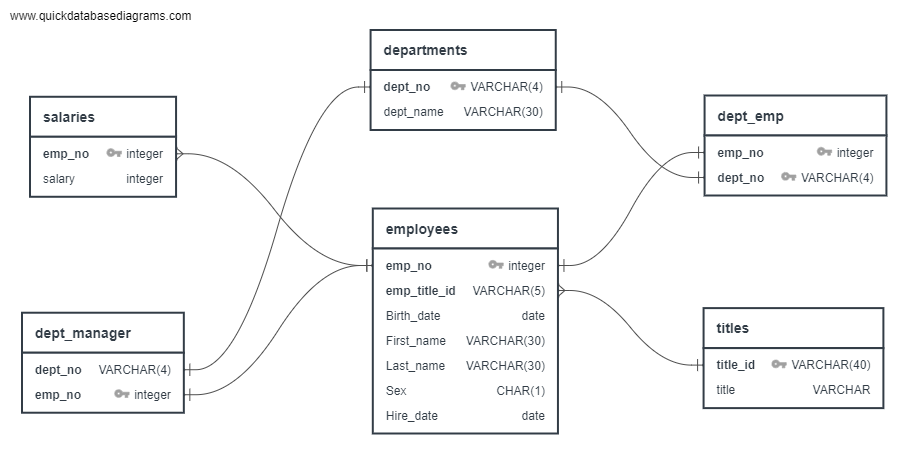 www.quickdatabasediagrams.com
departments
dept_no VARCHAR(4)
dept_name VARCHAR(30)
salaries
emp_no integer
salary integer
dept_emp
emp_no integer
dept_no VARCHAR(4)
employees
emp_no integer
emp_title_id VARCHAR(5)
Birth_date date
First_name VARCHAR(30)
Last_name VARCHAR(30)
Sex CHAR(1)
Hire_date date
dept_manager
dept_no VARCHAR(4)
emp_no integer
titles
title_id VARCHAR(40)
title VARCHAR